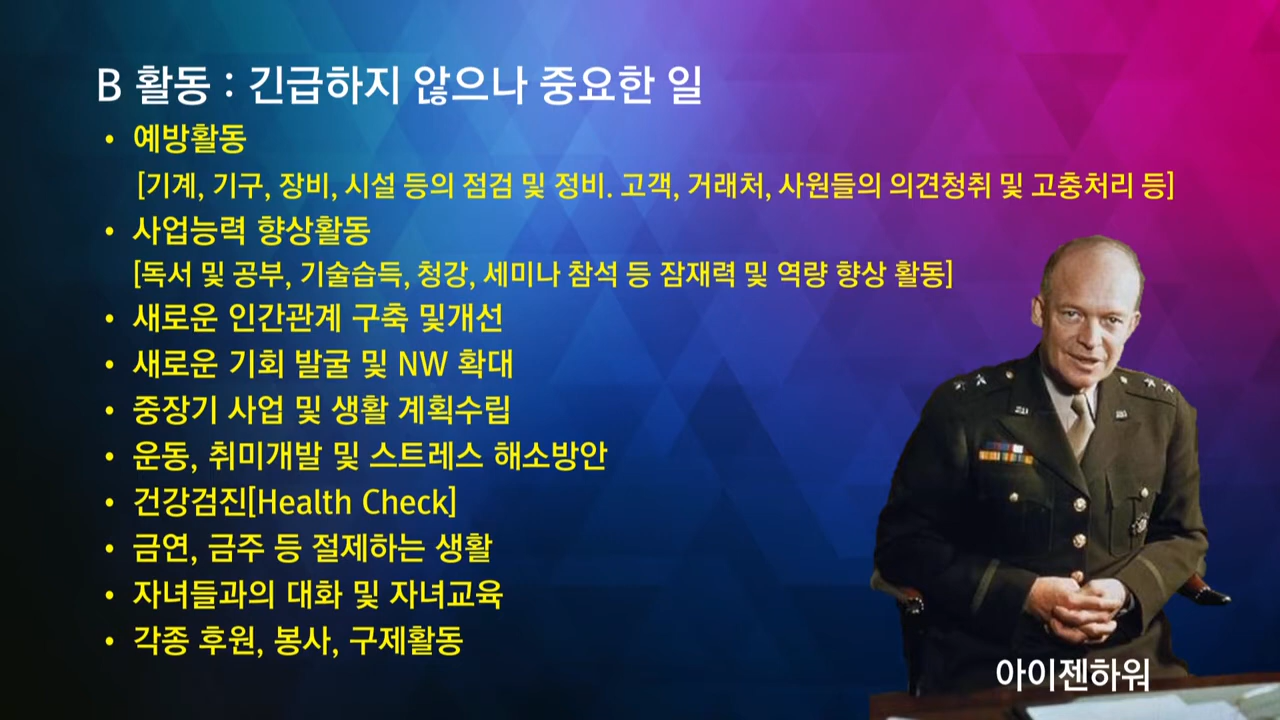 B 활동 : 긴급하지 않으나 중요한 일
• 예방활동
[기계, 기구, 장비, 시설 등의 점검 및 정비. 고객, 거래처, 사원들의 의견청취 및 고충처리 등]
• 사업능력 향상활동
[독서 및 공부, 기술습득, 청강, 세미나 참석 등 잠재력 및 역량 향상 활동]
• 새로운 인간관계 구축 및개선
• 새로운 기회 발굴 및 NW 확대
• 중장기 사업 및 생활 계획수립
• 운동, 취미개발 및 스트레스 해소방안
• 건강검진[Health Check]
• 금연, 금주 등 절제하는 생활
• 자녀들과의 대화 및 자녀교육
• 각종 후원, 봉사, 구제활동
아이젠하워